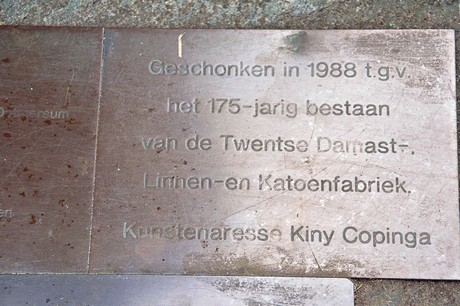 Geschonken in 1988 t.g.v.
het 175-jarig bestaan
van de Twentse Damast-.
Linnen-en Katoenfabriek.
Kunstenaresse Kiny Copinga